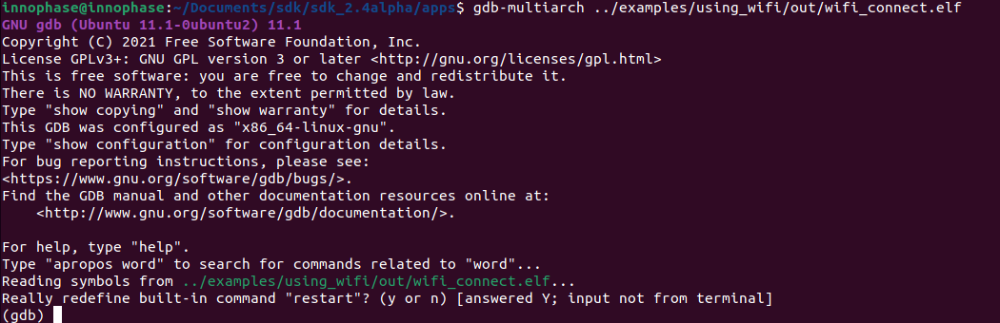 innophase@innophase:~/Documents/sdk/sdk_2.4alpha/apps$ gdb-multiarch ../examples/using_wifi/out/wifi_connect.elf
GNU gdb (Ubuntu 11.1-0ubuntu2) 11.1
Copyright (C) 2021 Free Software Foundation, Inc.
License GPLv3+: GNU GPL version 3 or later <http://gnu.org/licenses/gpl.html>
This is free software: you are free to change and redistribute it.
There is NO WARRANTY, to the extent permitted by law.
Type "show copying" and "show warranty" for details.
This GDB was configured as "x86_64-linux-gnu".
Type "show configuration" for configuration details.
For bug reporting instructions, please see:
<https://www.gnu.org/software/gdb/bugs/>.
Find the GDB manual and other documentation resources online at:
    <http://www.gnu.org/software/gdb/documentation/>.

For help, type "help".
Type "apropos word" to search for commands related to "word"...
Reading symbols from ../examples/using_wifi/out/wifi_connect.elf...
Really redefine built-in command "restart"? (y or n) [answered Y; input not from terminal]
(gdb)